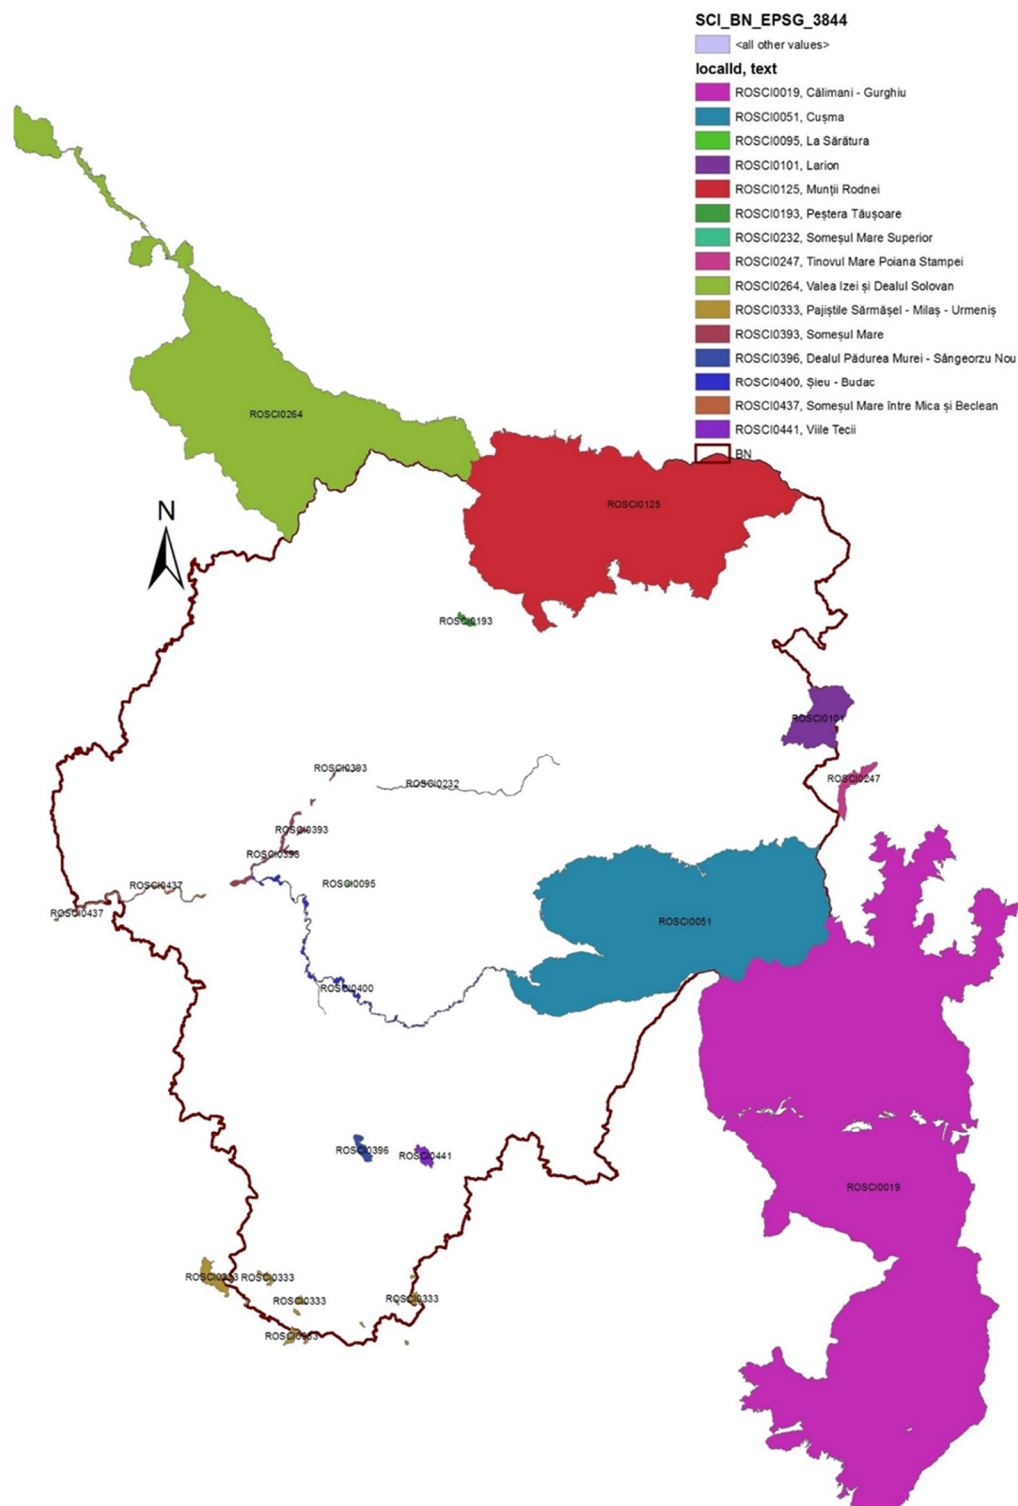 SCI_BN_EPSG_3844
<all other values>
localId, text
ROSCI0019, Călimani - Gurghiu
ROSCI0051, Cușma
ROSCI0095, La Sărătura
ROSCI0101, Larion
ROSCI0125, Munții Rodnei
ROSCI0193, Peștera Tăușoare
ROSCI0232, Someșul Mare Superior
ROSCI0247, Tinovul Mare Poiana Stampei
ROSCI0264, Valea Izei și Dealul Solovan
ROSCI0333, Pajiștile Sărmășel - Milaș - Urmeniș
ROSCI0393, Someșul Mare
ROSCI0396, Dealul Pădurea Murei - Sângeorzu Nou
ROSCI0400, Șieu - Budac
ROSCI0437, Someșul Mare între Mica și Beclean
ROSCI0441, Viile Tecii
BN
ROSCI0264
ROSCI0125
N
ROSCI0193
ROSCI0101
ROSCI0393
ROSCI0247
ROSCI0232
ROSCI0393
ROSCI0393
ROSCI0095
ROSCI0437
ROSCI0437
ROSCI0051
ROSCI0400
ROSCI0396
ROSCI0441
ROSCI0019
ROSCI0333
ROSCI0333
ROSCI0333
ROSCI0333
ROSCI0333